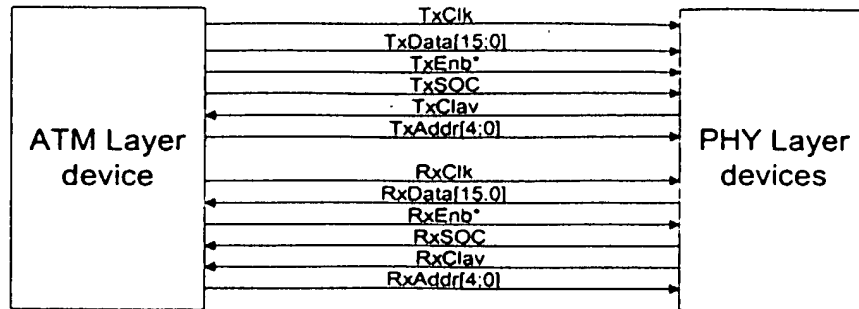 TxClk
TxData[15;0]
TxEnb*
TxSOC
TxClav
TxAddr[4;0]
ATM Layer
device
PHY Layer
devices
RxClk
RxData[15.0]
RxEnb*
RxSOC
RxClav
RxAddr[4;0]